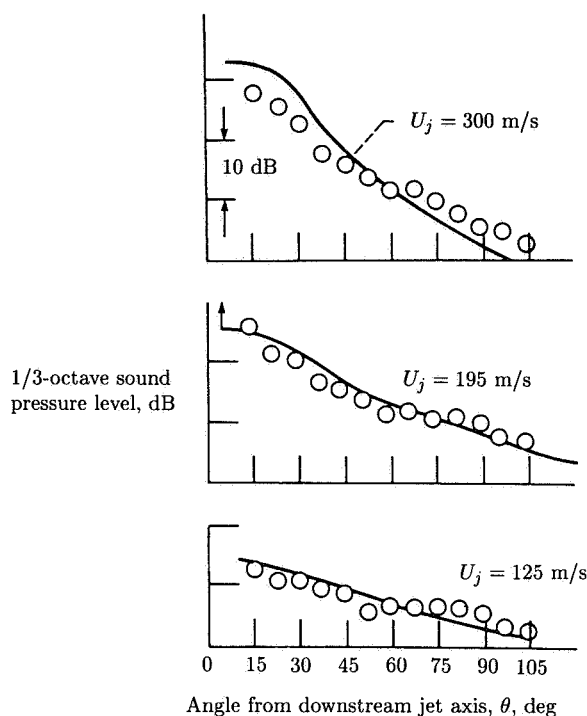 U_j = 300 m/s
10 dB
1/3-octave sound
pressure level, dB
U_j = 195 m/s
U_j = 125 m/s
0 15 30 45 60 75 90 105
Angle from downstream jet axis, θ, deg